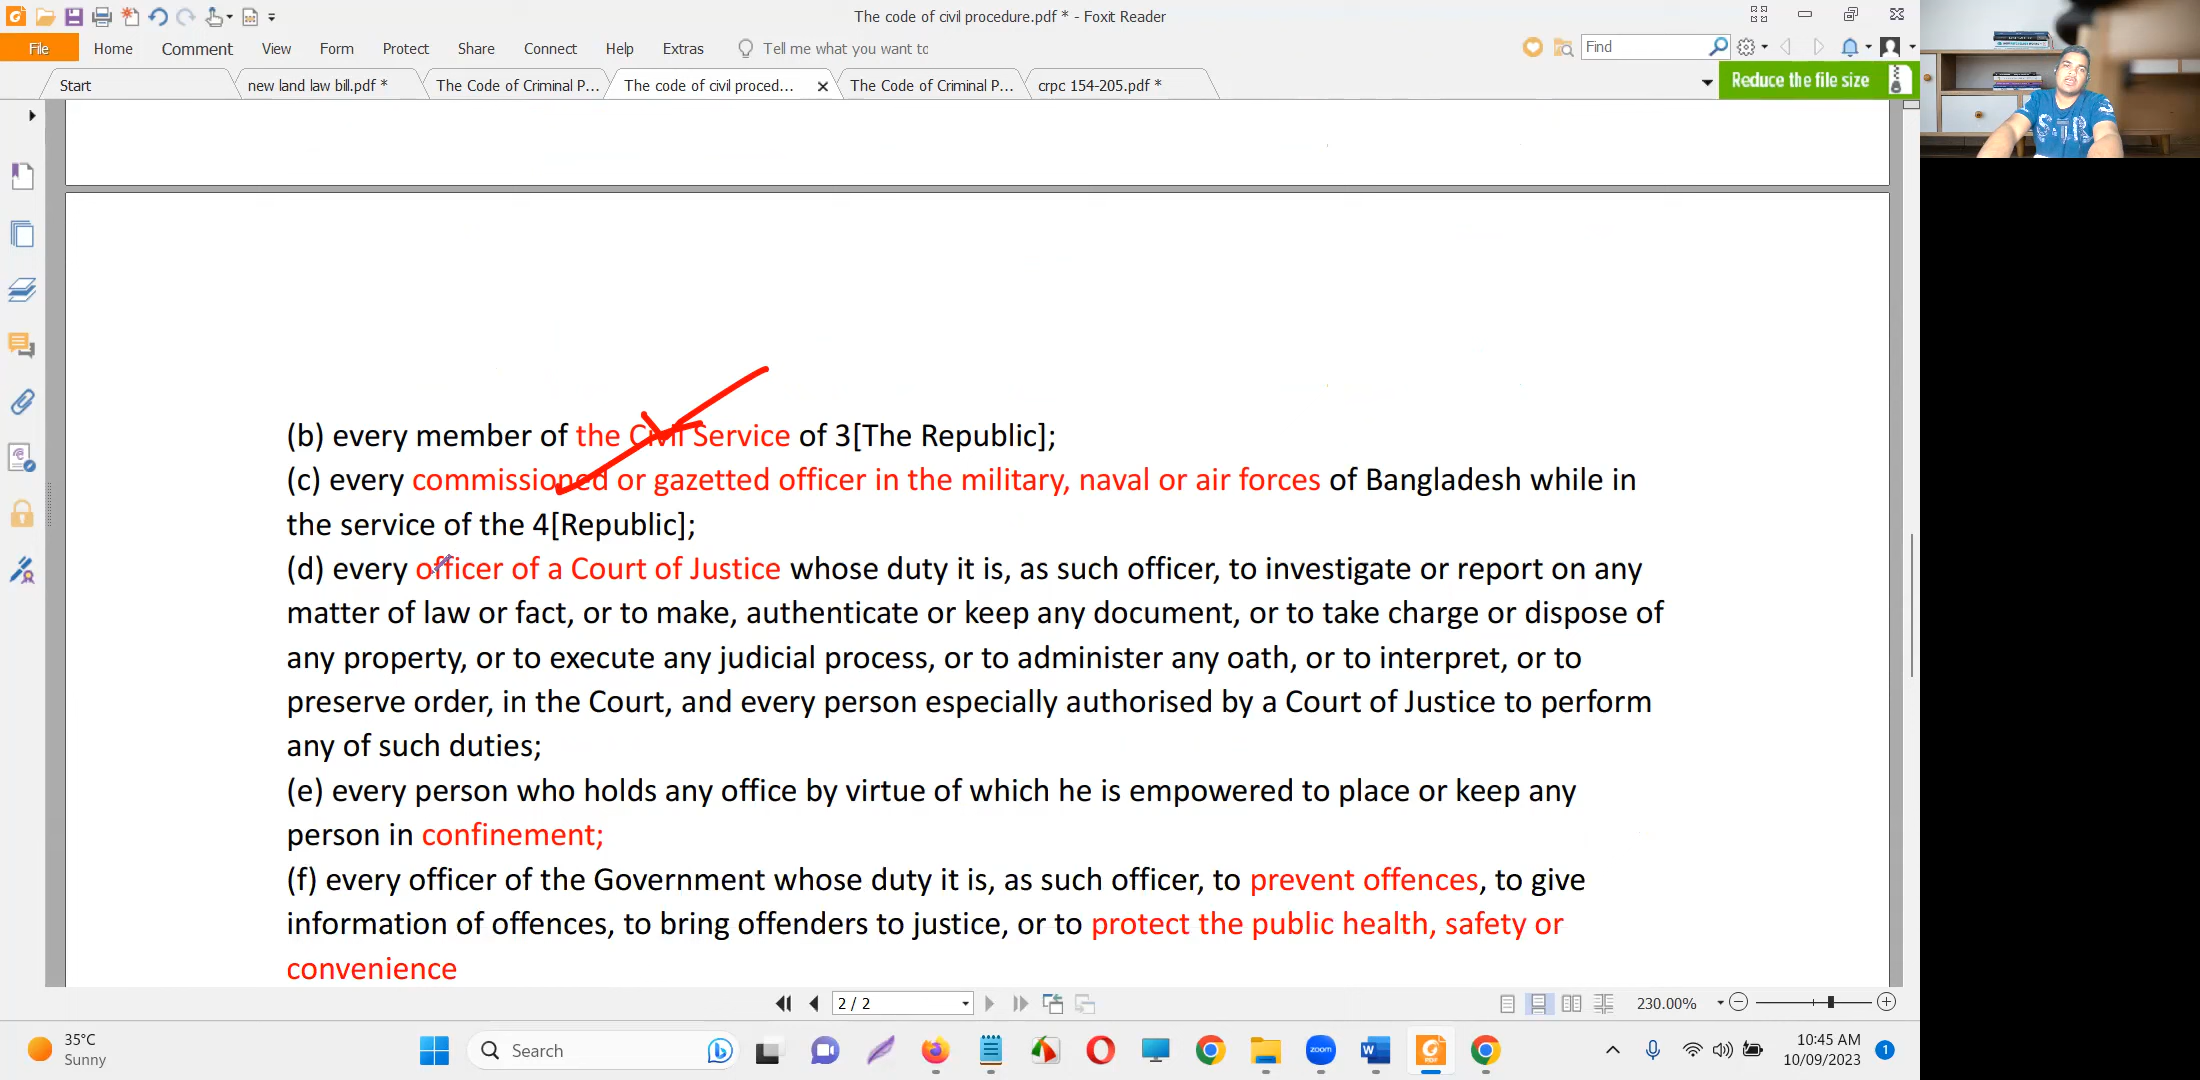 The code of civil procedure.pdf * - Foxit Reader
File Home Comment View Form Protect Share Connect Help Extras Tell me what you want to Find
Start new land law bill.pdf * The Code of Criminal P... The code of civil proced... The Code of Criminal P... crpc 154-205.pdf * Reduce the file size
(b) every member of the Civil Service of 3[The Republic];
(c) every commissioned or gazetted officer in the military, naval or air forces of Bangladesh while in
the service of the 4[Republic];
(d) every officer of a Court of Justice whose duty it is, as such officer, to investigate or report on any
matter of law or fact, or to make, authenticate or keep any document, or to take charge or dispose of
any property, or to execute any judicial process, or to administer any oath, or to interpret, or to
preserve order, in the Court, and every person especially authorised by a Court of Justice to perform
any of such duties;
(e) every person who holds any office by virtue of which he is empowered to place or keep any
person in confinement;
(f) every officer of the Government whose duty it is, as such officer, to prevent offences, to give
information of offences, to bring offenders to justice, or to protect the public health, safety or
convenience
2 / 2 230.00%
35°C
Sunny
Search
zoom
10:45 AM
10/09/2023
1